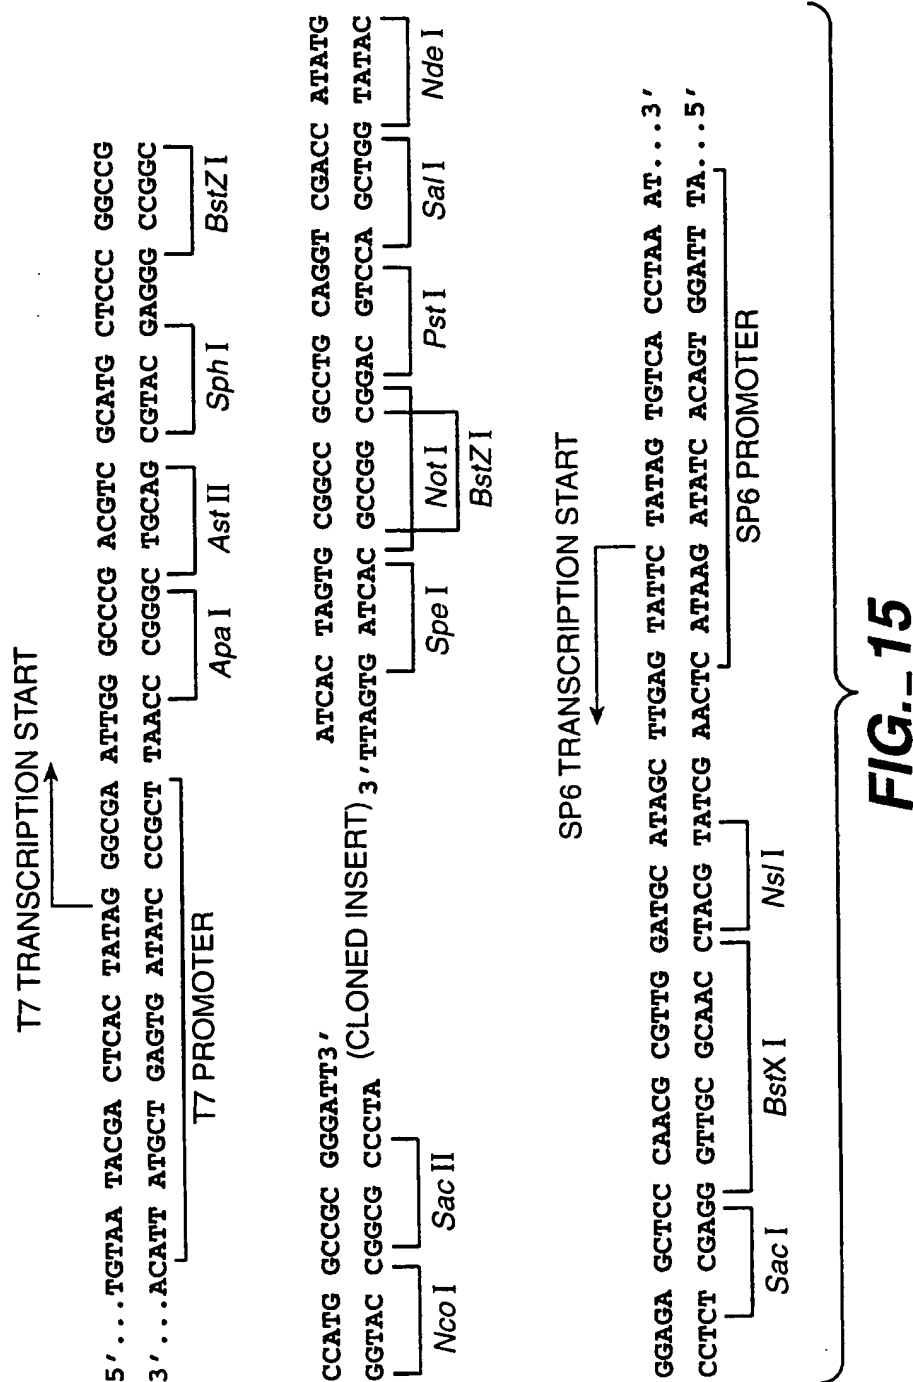 T7 TRANSCRIPTION START
5'...TGTAA TACGA CTCAC TATAG GGCGA ATTGG GCCCG ACGTC GCATG CTCCC GGCCG
3'...ACATT ATGCT GAGTG ATATC CCGCT TAACC CGGGC TGCAG CGTAC GAGGG CCGGC
T7 PROMOTER
Apa I
Ast II
Sph I
BstZ I
CCATG GCCGC GGGATT3'
GGTAC CGGCG CCCTA
(CLONED INSERT)
ATCAC TAGTG CGGCC GCCTG CAGGT CGACC ATATG
3'TTAGTG ATCAC GCCGG CGGAC GTCCA GCTGG TATAC
Nco I
Sac II
Spe I
Not I
BstZ I
Pst I
Sal I
Nde I
SP6 TRANSCRIPTION START
GGAGA GCTCC CAACG CGTTG GATGC ATAGC TTGAG TATTC TATAG TGTCA CCTAA AT...3'
CCTCT CGAGG GTTGC GCAAC CTACG TATCG AACTC ATAAG ATATC ACAGT GGATT TA...5'
Sac I
BstX I
Nsl I
SP6 PROMOTER
FIG._15